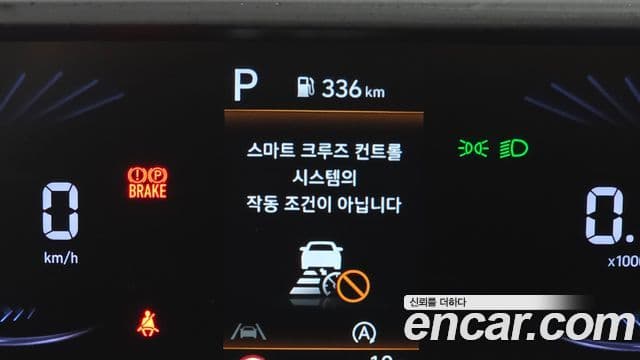 P 336 km
스마트 크루즈 컨트롤
시스템의
작동 조건이 아닙니다
BRAKE
0
km/h
0.
x1000
신뢰를 더하다
encar.com